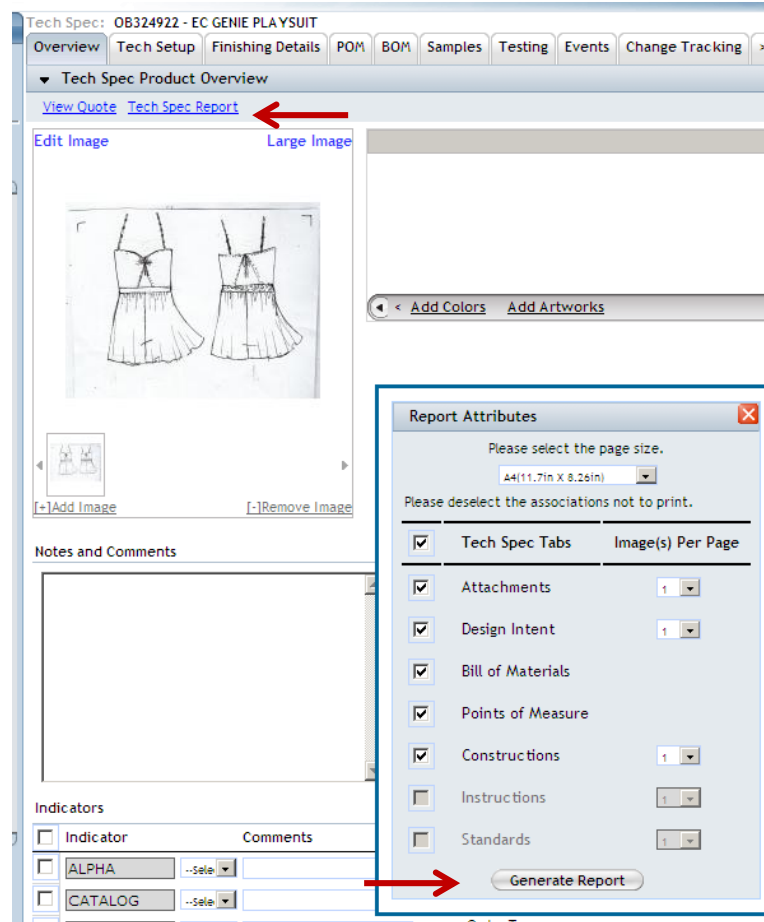 Tech Spec: OB324922 - EC GENIE PLAYSUIT
Overview Tech Setup Finishing Details POM BOM Samples Testing Events Change Tracking >
Tech Spec Product Overview
View Quote Tech Spec Report
Edit Image Large Image
< Add Colors Add Artworks
[+]Add Image [-]Remove Image
Notes and Comments
Indicators
Indicator Comments
ALPHA --Sele
CATALOG --Sele
Report Attributes
Please select the page size.
A4(11.7in X 8.26in)
Please deselect the associations not to print.
Tech Spec Tabs Image(s) Per Page
Attachments 1
Design Intent 1
Bill of Materials
Points of Measure
Constructions 1
Instructions 1
Standards 1
Generate Report